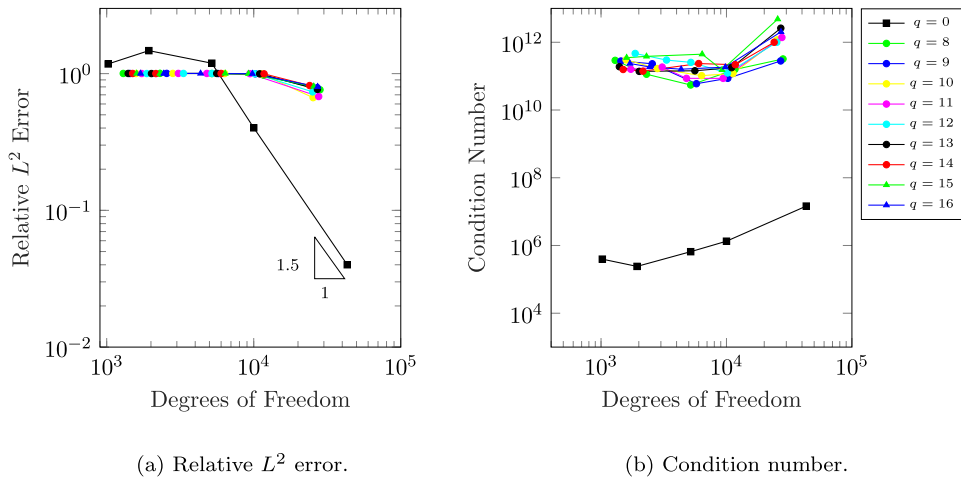 10^0
10^{-1}
10^{-2}
10^3
10^4
10^5
Relative L^2 Error
Degrees of Freedom
1.5
1
(a) Relative L^2 error.
10^{12}
10^{10}
10^8
10^6
10^4
10^3
10^4
10^5
Condition Number
Degrees of Freedom
(b) Condition number.
q = 0
q = 8
q = 9
q = 10
q = 11
q = 12
q = 13
q = 14
q = 15
q = 16